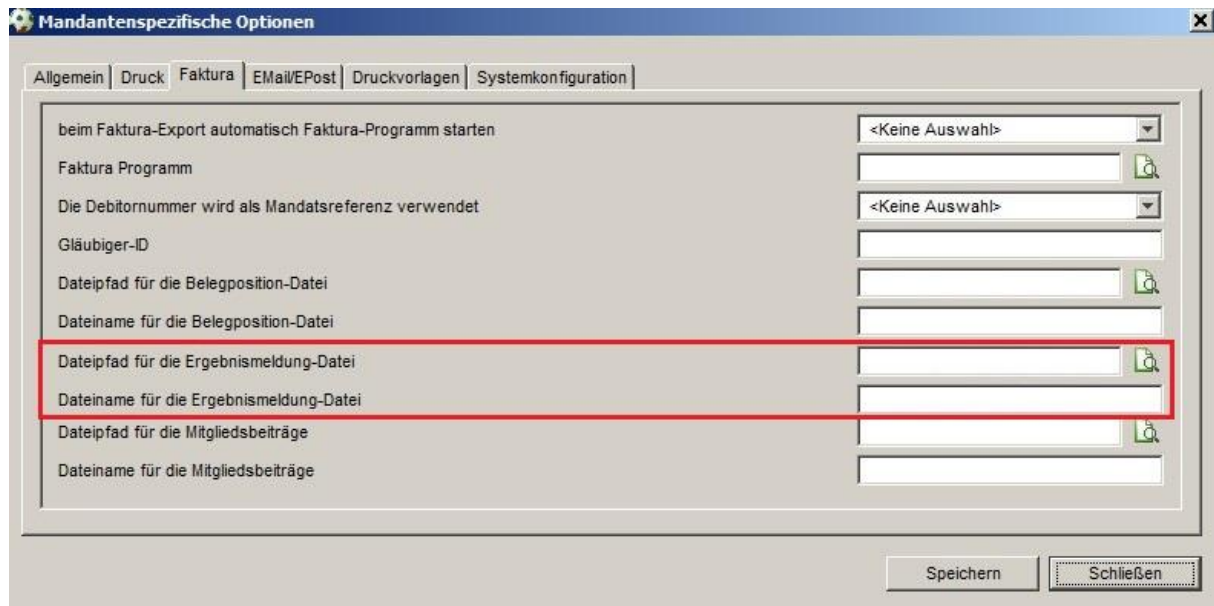 Mandantenspezifische Optionen
Allgemein Druck Faktura EMail/EPost Druckvorlagen Systemkonfiguration
beim Faktura-Export automatisch Faktura-Programm starten <Keine Auswahl>
Faktura Programm
Die Debitornummer wird als Mandatsreferenz verwendet <Keine Auswahl>
Gläubiger-ID
Dateipfad für die Belegposition-Datei
Dateiname für die Belegposition-Datei
Dateipfad für die Ergebnismeldung-Datei
Dateiname für die Ergebnismeldung-Datei
Dateipfad für die Mitgliedsbeiträge
Dateiname für die Mitgliedsbeiträge
Speichern Schließen